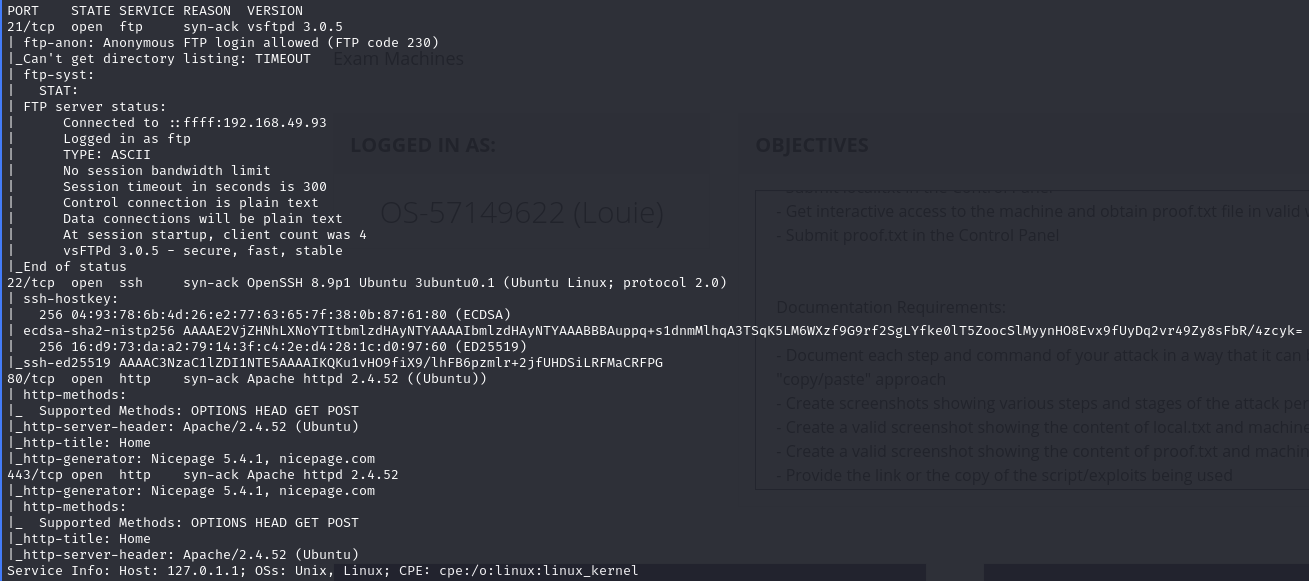 PORT    STATE SERVICE REASON  VERSION
21/tcp  open  ftp     syn-ack vsftpd 3.0.5
| ftp-anon: Anonymous FTP login allowed (FTP code 230)
|_Can't get directory listing: TIMEOUT
| ftp-syst:
|   STAT:
| FTP server status:
|      Connected to ::ffff:192.168.49.93
|      Logged in as ftp
|      TYPE: ASCII
|      No session bandwidth limit
|      Session timeout in seconds is 300
|      Control connection is plain text
|      Data connections will be plain text
|      At session startup, client count was 4
|      vsFTPd 3.0.5 - secure, fast, stable
|_End of status
22/tcp  open  ssh     syn-ack OpenSSH 8.9p1 Ubuntu 3ubuntu0.1 (Ubuntu Linux; protocol 2.0)
| ssh-hostkey:
|   256 04:93:78:6b:4d:26:e2:77:63:65:7f:38:0b:87:61:80 (ECDSA)
| ecdsa-sha2-nistp256 AAAAE2VjZHNhLXNoYTItbmlzdHAyNTYAAAAIbmlzdHAyNTYAAABBBAuppq+s1dnmMlhqA3TSqK5LM6WXzf9G9rf2SgLYfke0lT5ZoocSlMyynHO8Evx9fUyDq2vr49Zy8sFbR/4zcyk=
|   256 16:d9:73:da:a2:79:14:3f:c4:2e:d4:28:1c:d0:97:60 (ED25519)
|_ssh-ed25519 AAAAC3NzaC1lZDI1NTE5AAAAIKQKu1vHO9fiX9/lhFB6pzmlr+2jfUHDSiLRFMaCRFPG
80/tcp  open  http    syn-ack Apache httpd 2.4.52 ((Ubuntu))
| http-methods:
|_  Supported Methods: OPTIONS HEAD GET POST
|_http-server-header: Apache/2.4.52 (Ubuntu)
|_http-title: Home
|_http-generator: Nicepage 5.4.1, nicepage.com
443/tcp open  http    syn-ack Apache httpd 2.4.52
|_http-generator: Nicepage 5.4.1, nicepage.com
| http-methods:
|_  Supported Methods: OPTIONS HEAD GET POST
|_http-title: Home
|_http-server-header: Apache/2.4.52 (Ubuntu)
Service Info: Host: 127.0.1.1; OSs: Unix, Linux; CPE: cpe:/o:linux:linux_kernel
Exam Machines
LOGGED IN AS:
OS-57149622 (Louie)
OBJECTIVES
- Get interactive access to the machine and obtain proof.txt file in valid
- Submit proof.txt in the Control Panel
Documentation Requirements:
- Document each step and command of your attack in a way that it can
"copy/paste" approach
- Create screenshots showing various steps and stages of the attack
- Create a valid screenshot showing the content of local.txt and machine
- Create a valid screenshot showing the content of proof.txt and
- Provide the link or the copy of the script/exploits being used